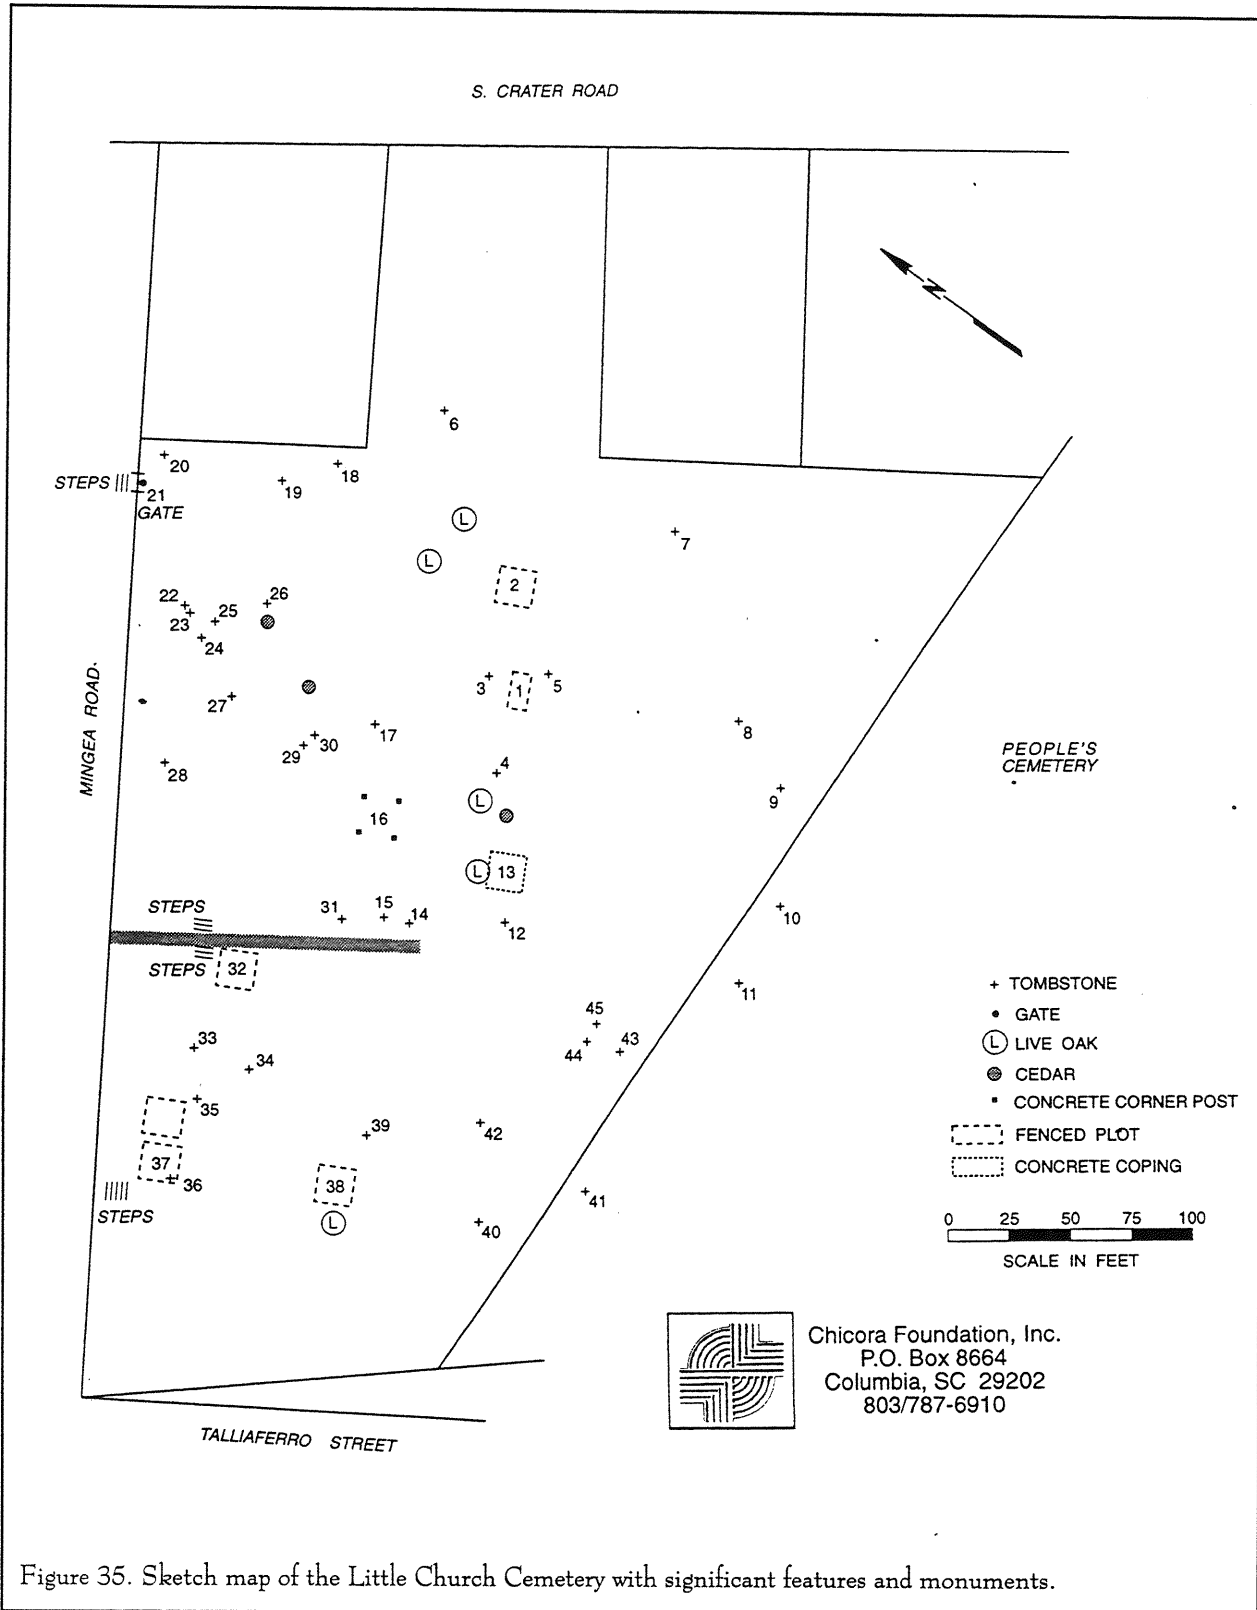 S. CRATER ROAD
N
6
20
18
19
STEPS
21
GATE
L
7
L
2
26
22
25
23
24
3
1
5
27
17
8
MINGEA ROAD
30
29
28
4
PEOPLE'S
CEMETERY
9
L
16
L
13
STEPS
31
15
14
10
12
STEPS
32
11
+ TOMBSTONE
45
GATE
33
43
L LIVE OAK
44
34
CEDAR
CONCRETE CORNER POST
35
39
42
FENCED PLOT
37
CONCRETE COPING
36
38
41
STEPS
L
40
0 25 50 75 100
SCALE IN FEET
Chicora Foundation, Inc.
P.O. Box 8664
Columbia, SC 29202
803/787-6910
TALLIAFERRO STREET
Figure 35. Sketch map of the Little Church Cemetery with significant features and monuments.